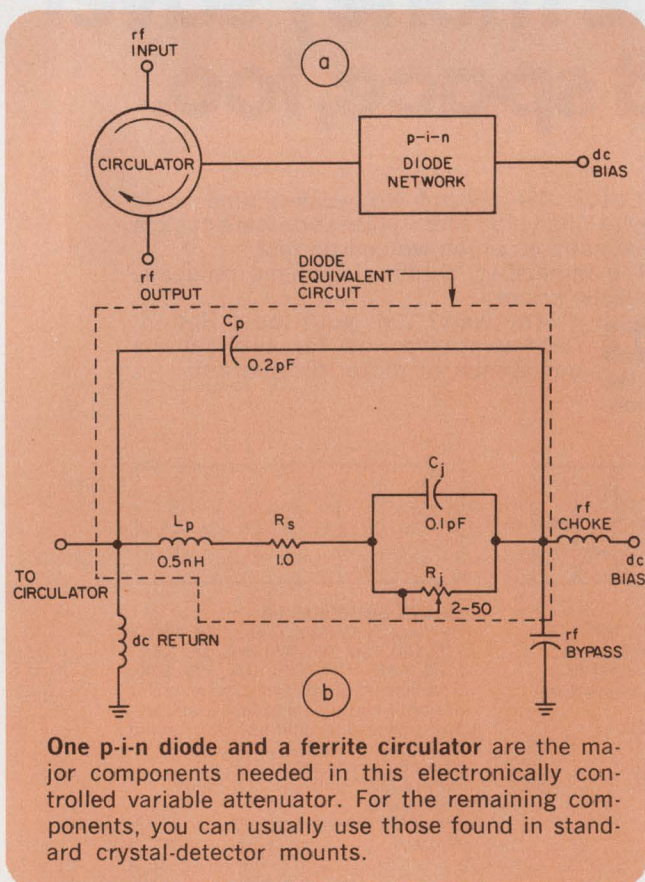 rf
INPUT
a
CIRCULATOR
p-i-n
DIODE
NETWORK
dc
BIAS
rf
OUTPUT
DIODE
EQUIVALENT
CIRCUIT
Cp
0.2pF
Cj
0.1pF
Lp
0.5nH
Rs
1.0
Rj
2-50
rf
CHOKE
dc
BIAS
TO
CIRCULATOR
dc RETURN
rf
BYPASS
b
One p-i-n diode and a ferrite circulator are the ma-
jor components needed in this electronically con-
trolled variable attenuator. For the remaining com-
ponents, you can usually use those found in stand-
ard crystal-detector mounts.